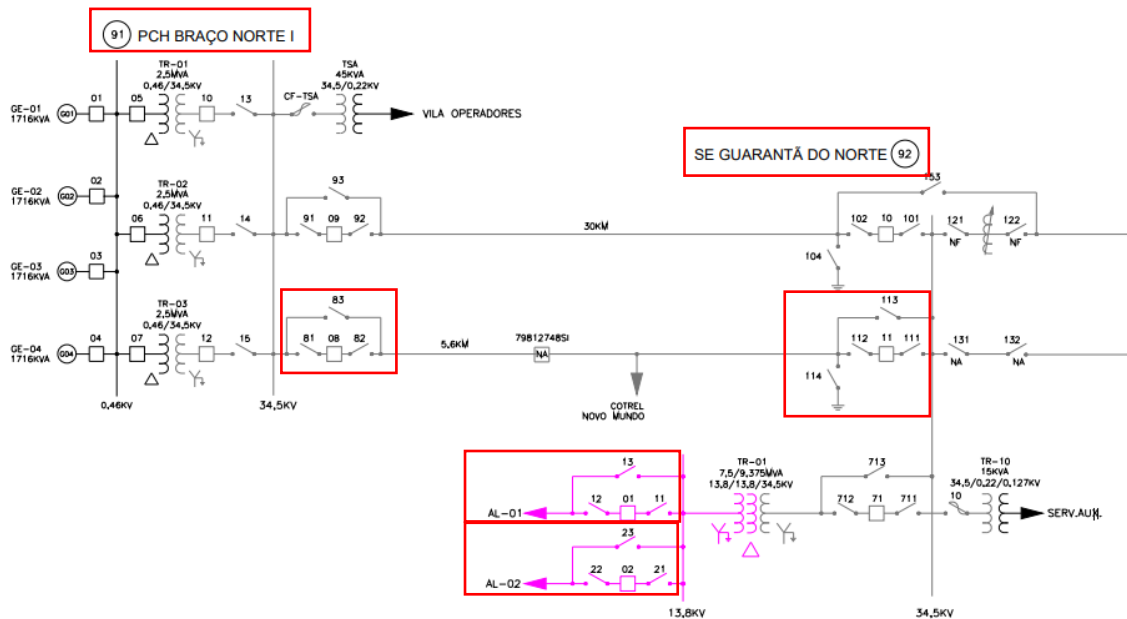 91 PCH BRAÇO NORTE I
TR-01
2,5MVA
0,46/34,5KV
TSA
45KVA
34,5/0,22KV
GE-01
1716KVA
G01
01
05
10
13
CF-TSA
VILA OPERADORES
SE GUARANTÃ DO NORTE 92
GE-02
1716KVA
G02
02
TR-02
2,5MVA
0,46/34,5KV
06
11
14
93
91
09
92
30KM
153
102
10
101
121
NF
122
NF
104
GE-03
1716KVA
G03
03
TR-03
2,5MVA
0,46/34,5KV
GE-04
1716KVA
G04
04
07
12
15
83
81
08
82
5,6KM
79812748SI
NA
COTREL
NOVO MUNDO
113
112
11
111
131
NA
132
NA
114
0,46KV
34,5KV
13
AL-01
12
01
11
TR-01
7,5/9,375MVA
13,8/13,8/34,5KV
713
712
71
711
TR-10
15KVA
34,5/0,22/0,127KV
10
SERV.AUX.
23
AL-02
22
02
21
13,8KV
34,5KV